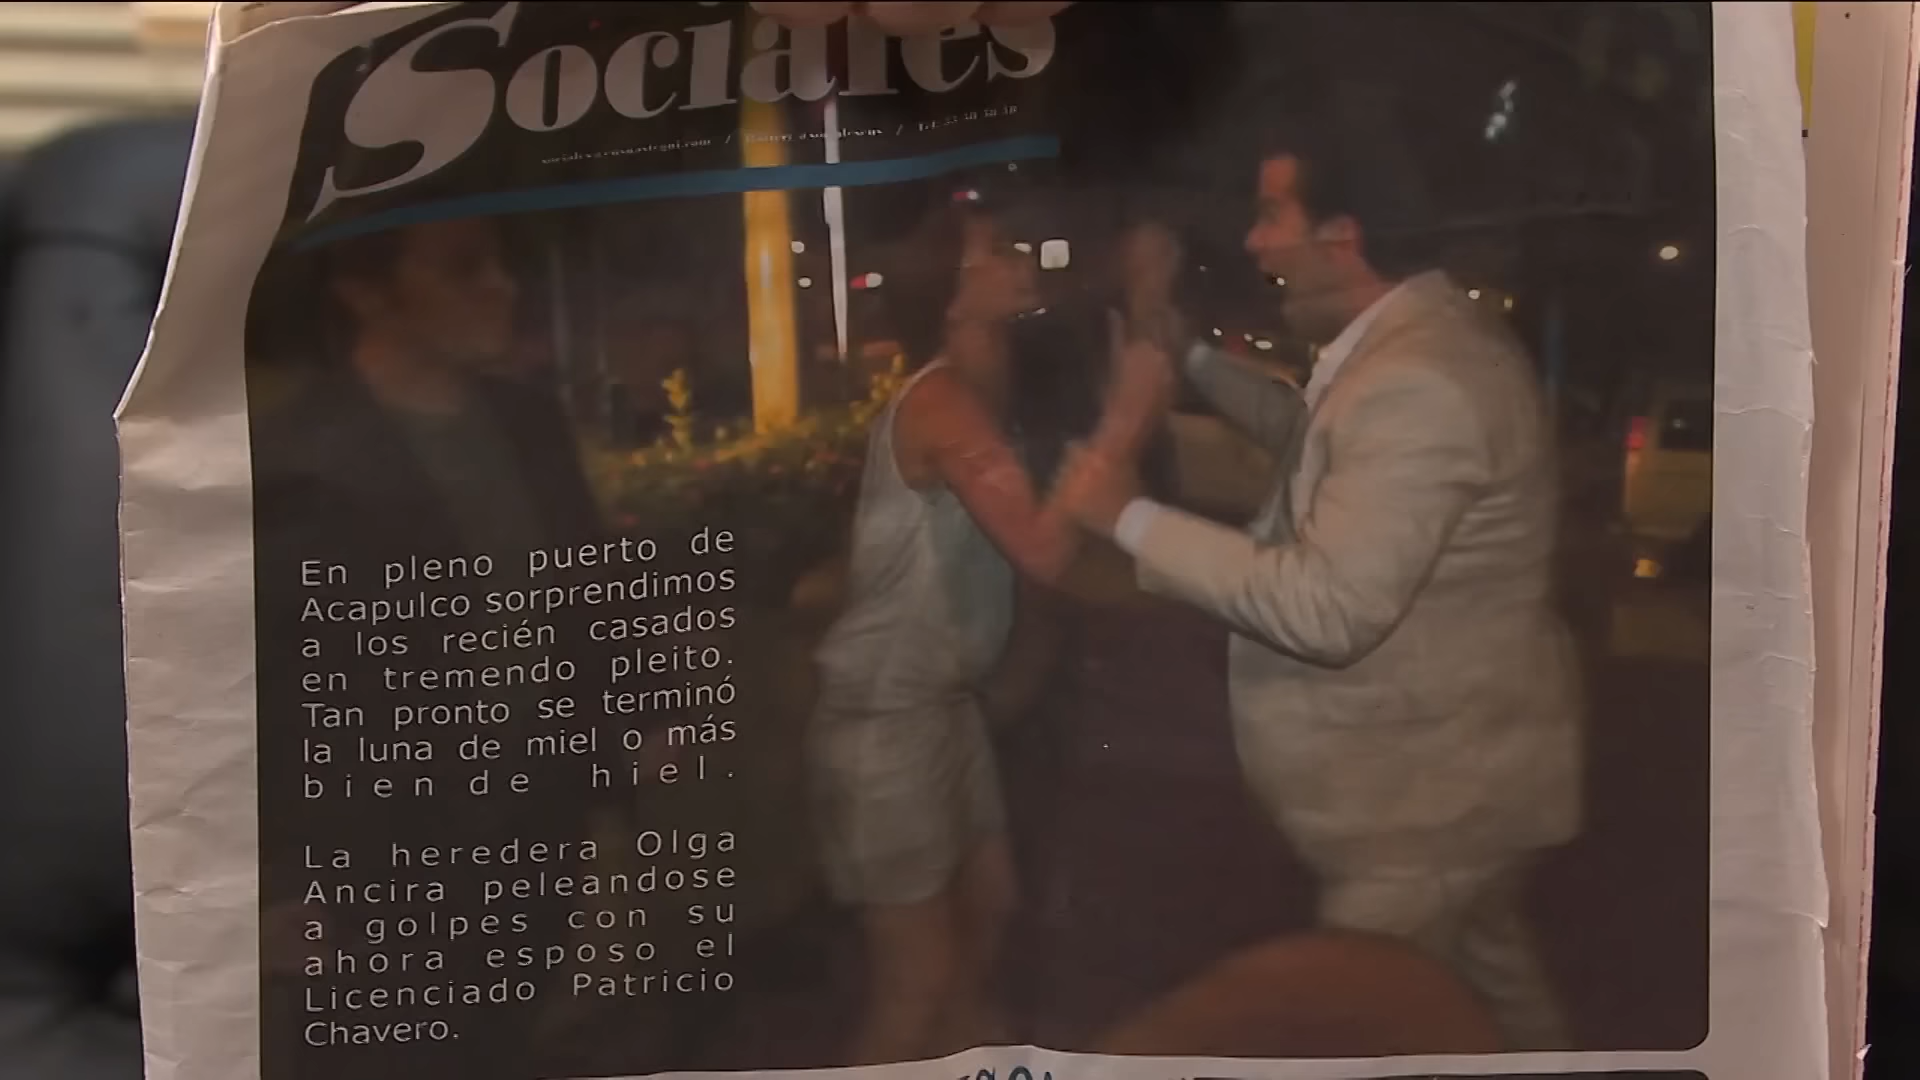 Sociales
En pleno puerto de
Acapulco sorprendimos
a los recién casados
en tremendo pleito.
Tan pronto se terminó
la luna de miel o más
bien de hiel.
La heredera Olga
Ancira peleandose
a golpes con su
ahora esposo el
Licenciado Patricio
Chavero.